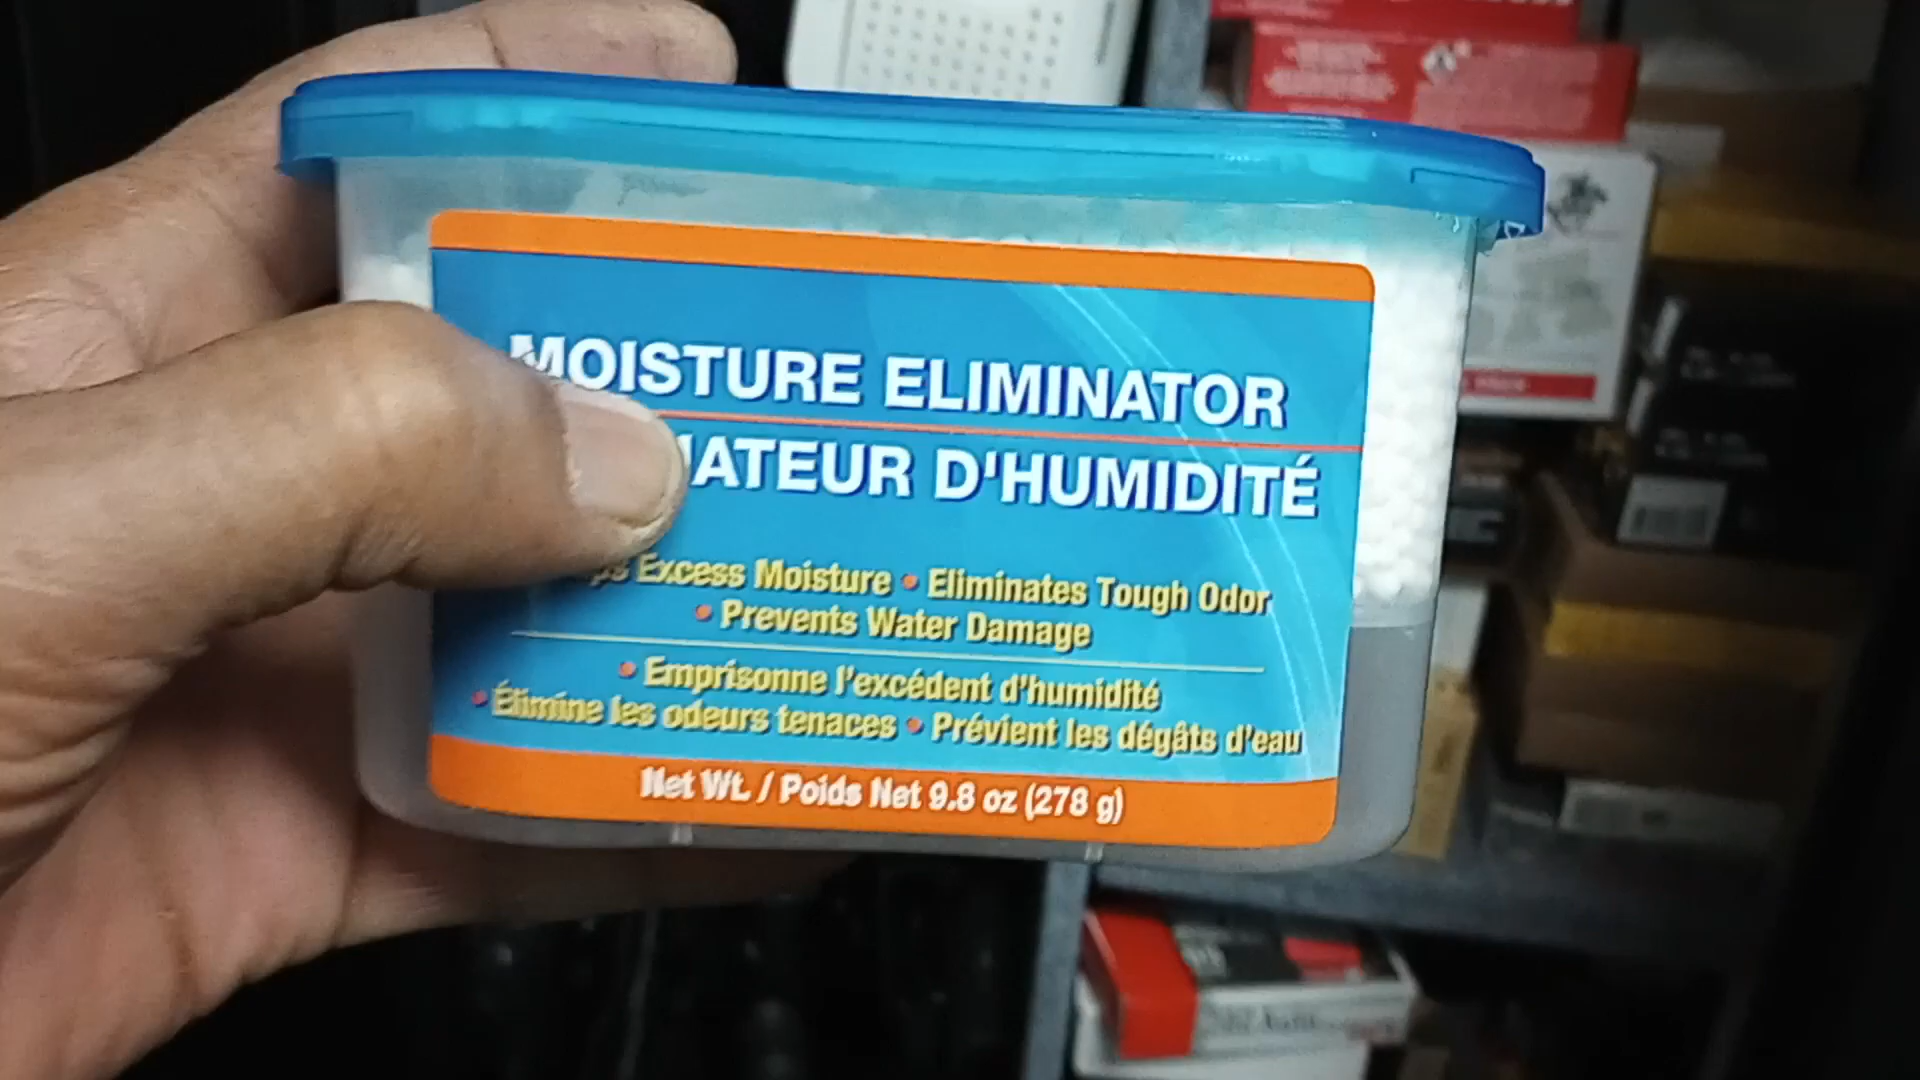 MOISTURE ELIMINATOR
D'HUMIDITÉ
Excess Moisture • Eliminates Tough Odor
• Prevents Water Damage
• Emprisonne l'excédent d'humidité
• Élimine les odeurs tenaces • Prévient les dégâts d'eau
Net Wt. / Poids Net 9.8 oz (278 g)